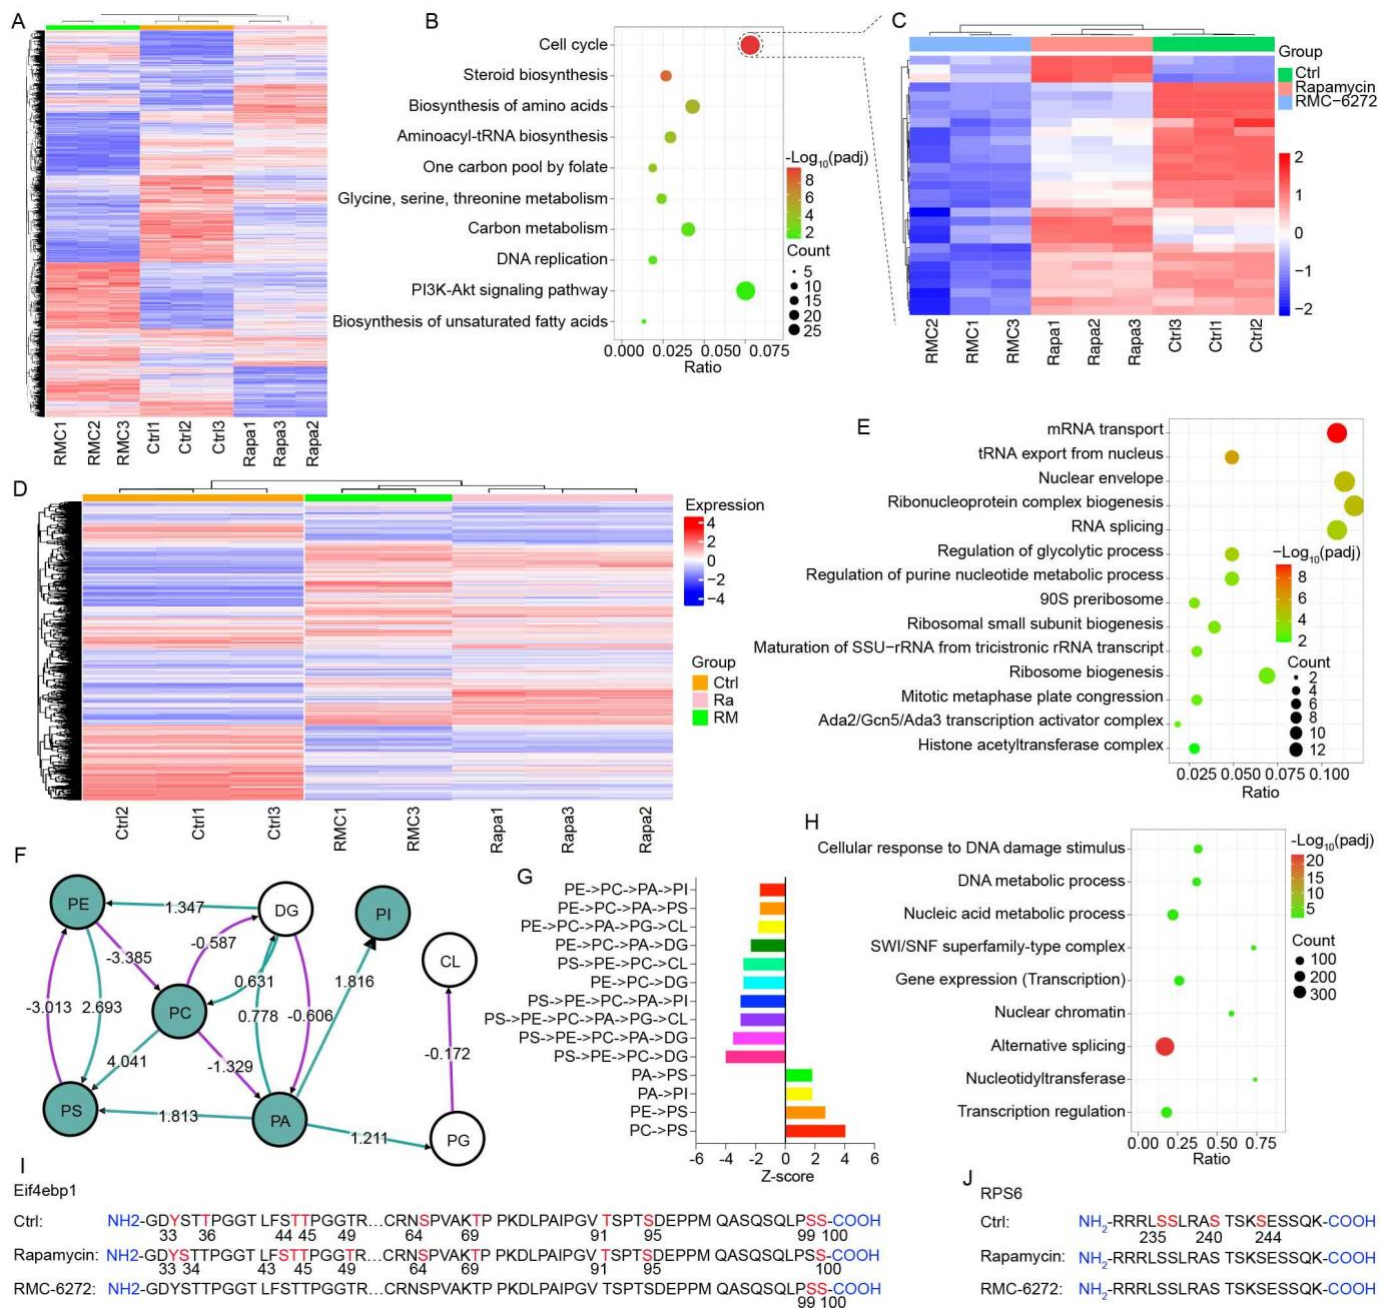 A
RMC1
RMC2
RMC3
Ctrl1
Ctrl2
Ctrl3
Rapa1
Rapa3
Rapa2
B
Cell cycle
Steroid biosynthesis
Biosynthesis of amino acids
Aminoacyl-tRNA biosynthesis
One carbon pool by folate
Glycine, serine, threonine metabolism
Carbon metabolism
DNA replication
PI3K-Akt signaling pathway
Biosynthesis of unsaturated fatty acids
0.000 0.025 0.050 0.075
Ratio
-Log10(padj)
8
6
4
2
Count
5
10
15
20
25
C
Group
Ctrl
Rapamycin
RMC-6272
2
1
0
−1
−2
RMC2
RMC1
RMC3
Rapa1
Rapa2
Rapa3
Ctrl3
Ctrl1
Ctrl2
D
Expression
4
2
0
−2
−4
Group
Ctrl
Ra
RM
Ctrl2
Ctrl1
Ctrl3
RMC1
RMC3
Rapa1
Rapa3
Rapa2
E
mRNA transport
tRNA export from nucleus
Nuclear envelope
Ribonucleoprotein complex biogenesis
RNA splicing
Regulation of glycolytic process
Regulation of purine nucleotide metabolic process
90S preribosome
Ribosomal small subunit biogenesis
Maturation of SSU−rRNA from tricistronic rRNA transcript
Ribosome biogenesis
Mitotic metaphase plate congression
Ada2/Gcn5/Ada3 transcription activator complex
Histone acetyltransferase complex
0.025 0.050 0.075 0.100
Ratio
−Log10(padj)
8
6
4
2
Count
2
4
6
8
10
12
F
PE
DG
PI
CL
PC
PS
PA
PG
1.347
-0.587
-3.385
0.631
1.816
-3.013
2.693
0.778
-0.606
4.041
-1.329
-0.172
1.813
1.211
G
PE->PC->PA->PI
PE->PC->PA->PS
PE->PC-PA->PG->CL
PE->PC->PA->DG
PS->PE->PC->CL
PE->PC->DG
PS->PE->PC->PA->PI
PS->PE->PC->PA->PG->CL
PS->PE->PC->PA->DG
PS->PE->PC->DG
PA->PS
PA->PI
PE->PS
PC->PS
-6 -4 -2 0 2 4 6
Z-score
H
Cellular response to DNA damage stimulus
DNA metabolic process
Nucleic acid metabolic process
SWI/SNF superfamily-type complex
Gene expression (Transcription)
Nuclear chromatin
Alternative splicing
Nucleotidyltransferase
Transcription regulation
0.00 0.25 0.50 0.75
Ratio
-Log10(padj)
20
15
10
5
Count
100
200
300
I
Eif4ebp1
Ctrl: NH2-GDYSTTPGGT LFSTTPGGTR...CRNSPVAKTP PKDLPAIPGV TSPTSDEPPM QASQSQLPSS-COOH
33 36 44 45 49 64 69 91 95 99 100
Rapamycin: NH2-GDYSTTPGGT LFSTTPGGTR...CRNSPVAKTP PKDLPAIPGV TSPTSDEPPM QASQSQLPSS-COOH
33 34 43 45 49 64 69 91 95 100
RMC-6272: NH2-GDYSTTPGGT LFSTTPGGTR...CRNSPVAKTP PKDLPAIPGV TSPTSDEPPM QASQSQLPSS-COOH
99 100
J
RPS6
Ctrl: NH2-RRRLSSLRAS TSKSESSQK-COOH
235 240 244
Rapamycin: NH2-RRRLSSLRAS TSKSESSQK-COOH
RMC-6272: NH2-RRRLSSLRAS TSKSESSQK-COOH